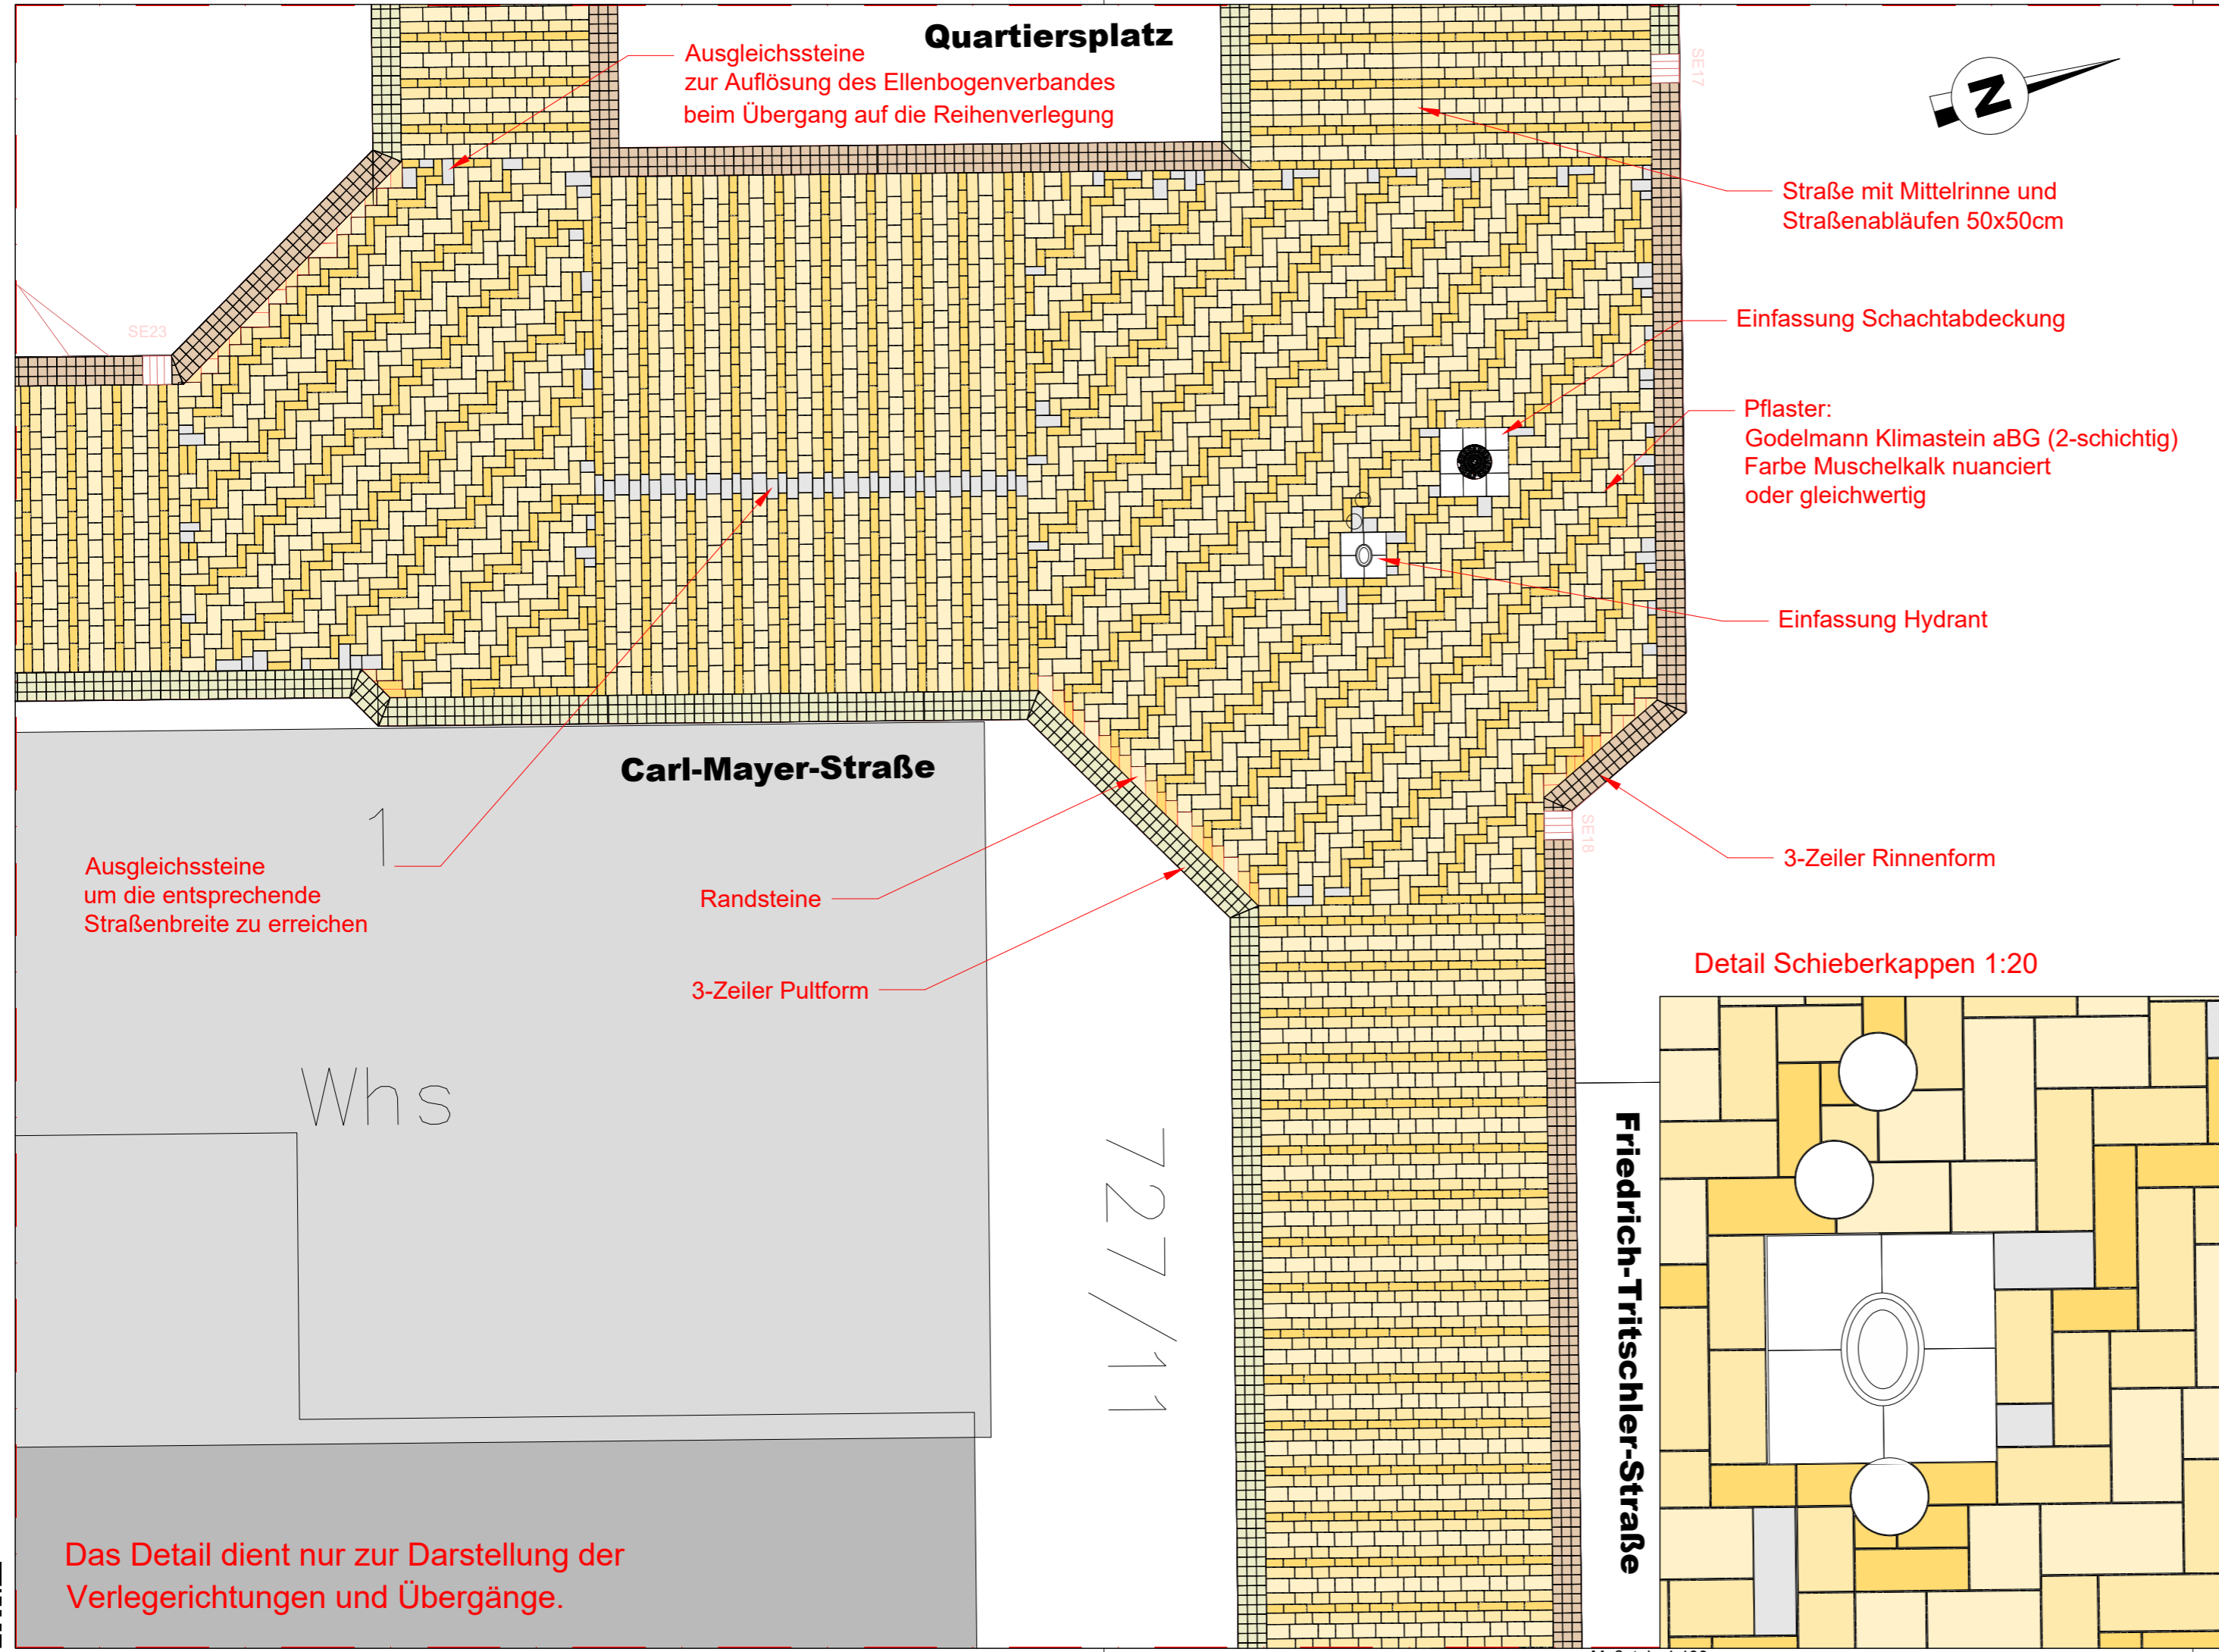 Quartiersplatz
Ausgleichssteine
zur Auflösung des Ellenbogenverbandes
beim Übergang auf die Reihenverlegung
SE17
N
Straße mit Mittelrinne und
Straßenabläufen 50x50cm
SE23
Einfassung Schachtabdeckung
Pflaster:
Godelmann Klimastein aBG (2-schichtig)
Farbe Muschelkalk nuanciert
oder gleichwertig
Einfassung Hydrant
Carl-Mayer-Straße
1
SE18
3-Zeiler Rinnenform
Ausgleichssteine
um die entsprechende
Straßenbreite zu erreichen
Randsteine
3-Zeiler Pultform
Detail Schieberkappen 1:20
Whs
727/11
Friedrich-Tritschler-Straße
Das Detail dient nur zur Darstellung der
Verlegerichtungen und Übergänge.